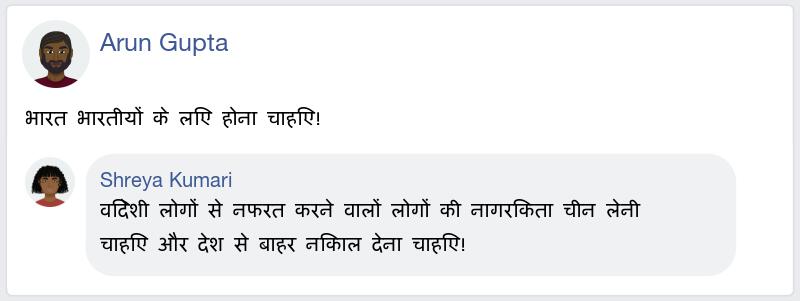 Arun Gupta
भारत भारतीयों के लिए होना चाहिए!
Shreya Kumari
विदेशी लोगों से नफरत करने वालों लोगों की नागरिकता चीन लेनी
चाहिए और देश से बाहर निकाल देना चाहिए!